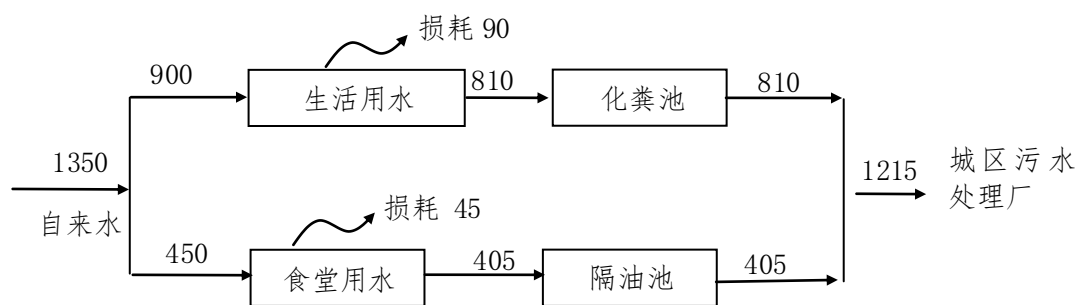 损耗 90
900
生活用水
810
化粪池
810
1350
自来水
1215
城区污水
处理厂
损耗 45
450
食堂用水
405
隔油池
405